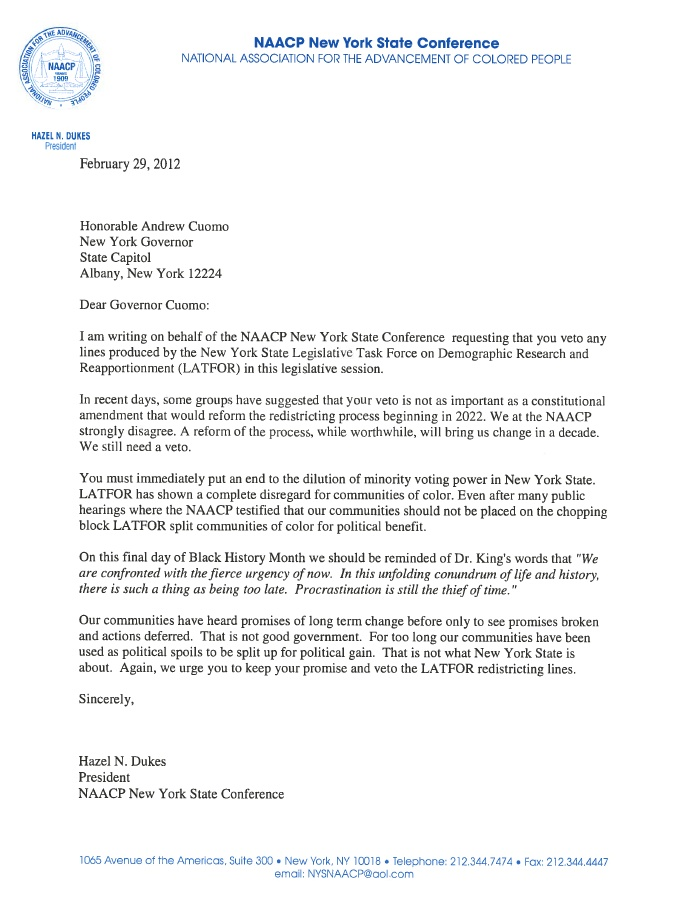 NATIONAL ASSOCIATION FOR THE ADVANCEMENT OF COLORED PEOPLE
NAACP
FOUNDED
1909
NAACP New York State Conference
NATIONAL ASSOCIATION FOR THE ADVANCEMENT OF COLORED PEOPLE
HAZEL N. DUKES
President
February 29, 2012
Honorable Andrew Cuomo
New York Governor
State Capitol
Albany, New York 12224
Dear Governor Cuomo:
I am writing on behalf of the NAACP New York State Conference requesting that you veto any
lines produced by the New York State Legislative Task Force on Demographic Research and
Reapportionment (LATFOR) in this legislative session.
In recent days, some groups have suggested that your veto is not as important as a constitutional
amendment that would reform the redistricting process beginning in 2022. We at the NAACP
strongly disagree. A reform of the process, while worthwhile, will bring us change in a decade.
We still need a veto.
You must immediately put an end to the dilution of minority voting power in New York State.
LATFOR has shown a complete disregard for communities of color. Even after many public
hearings where the NAACP testified that our communities should not be placed on the chopping
block LATFOR split communities of color for political benefit.
On this final day of Black History Month we should be reminded of Dr. King's words that "We
are confronted with the fierce urgency of now. In this unfolding conundrum of life and history,
there is such a thing as being too late. Procrastination is still the thief of time."
Our communities have heard promises of long term change before only to see promises broken
and actions deferred. That is not good government. For too long our communities have been
used as political spoils to be split up for political gain. That is not what New York State is
about. Again, we urge you to keep your promise and veto the LATFOR redistricting lines.
Sincerely,
Hazel N. Dukes
President
NAACP New York State Conference
1065 Avenue of the Americas, Suite 300 • New York, NY 10018 • Telephone: 212.344.7474 • Fax: 212.344.4447
email: NYSNAACP@aol.com